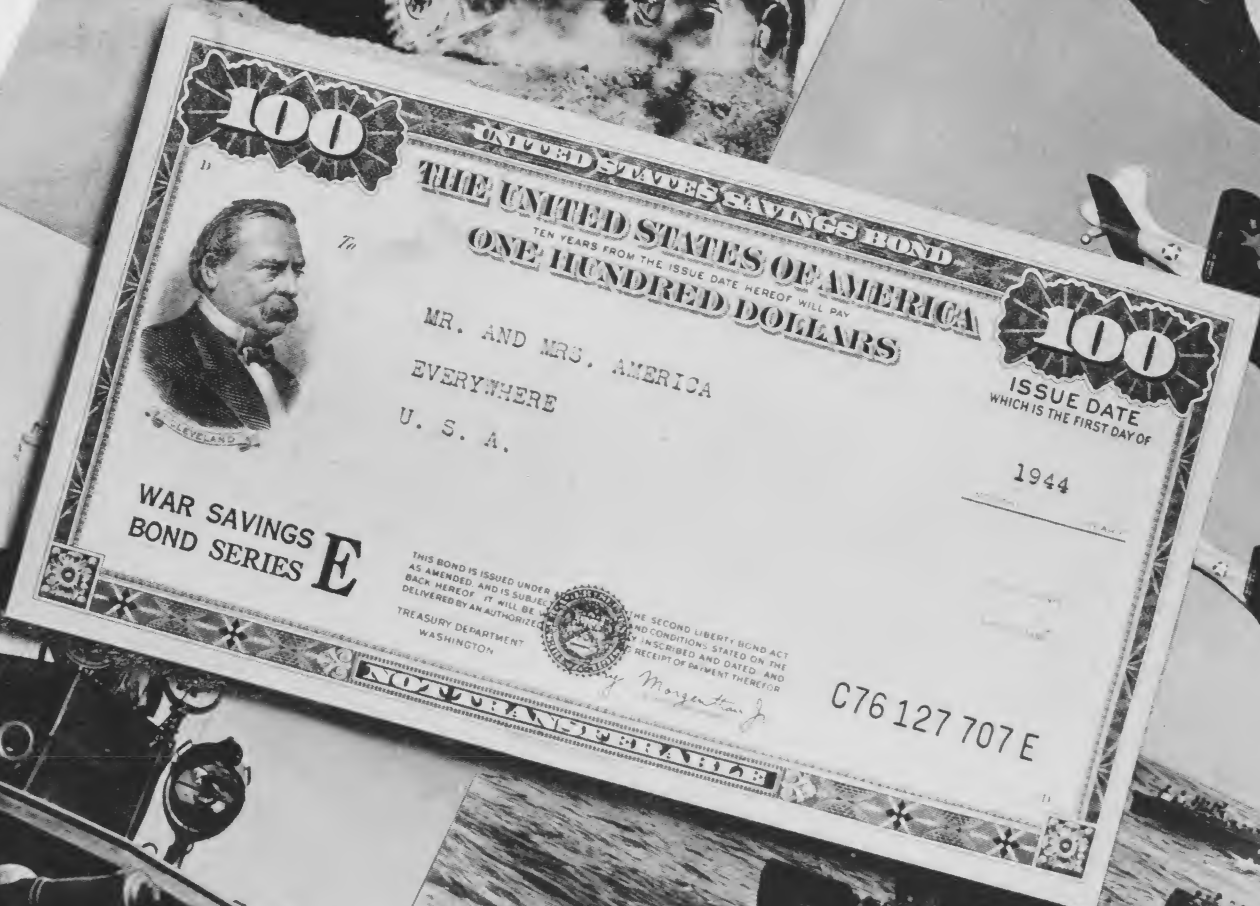 100
UNITED STATES SAVINGS BOND
D
THE UNITED STATES OF AMERICA
TEN YEARS FROM THE ISSUE DATE HEREOF WILL PAY
ONE HUNDRED DOLLARS
100
To
MR. AND MRS. AMERICA
EVERYWHERE
U. S. A.
CLEVELAND
ISSUE DATE
WHICH IS THE FIRST DAY OF
1944
WAR SAVINGS
BOND SERIES E
THIS BOND IS ISSUED UNDER THE SECOND LIBERTY BOND ACT
AS AMENDED, AND IS SUBJECT AND CONDITIONS STATED ON THE
BACK HEREOF. IT WILL BE INSCRIBED AND DATED, AND
DELIVERED BY AN AUTHORIZED RECEIPT OF PAYMENT THEREFOR
TREASURY DEPARTMENT
WASHINGTON
Morgenthau Jr
C76 127 707 E
NOT TRANSFERABLE
D